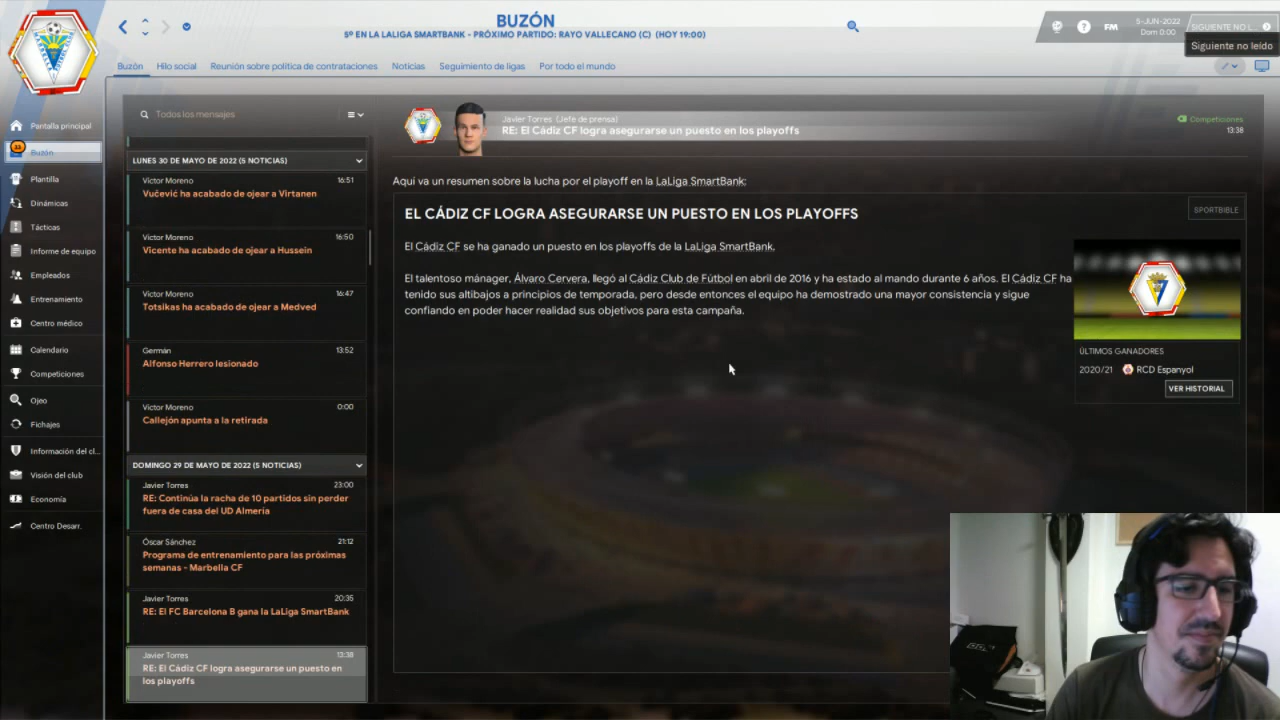 BUZÓN
5º EN LA LALIGA SMARTBANK - PRÓXIMO PARTIDO: RAYO VALLECANO (C) (HOY 19:00)
FM
5-JUN-2022
Dom 0:00
SIGUIENTE NO L...
Siguiente no leído
Buzón
Hilo social
Reunión sobre política de contrataciones
Noticias
Seguimiento de ligas
Por todo el mundo
Pantalla principal
Buzón
Plantilla
Dinámicas
Tácticas
Informe de equipo
Empleados
Entrenamiento
Centro médico
Calendario
Competiciones
Ojeo
Fichajes
Información del cl...
Visión del club
Economía
Centro Desarr.
Todos los mensajes
LUNES 30 DE MAYO DE 2022 (5 NOTICIAS)
Víctor Moreno 16:51
Vučević ha acabado de ojear a Virtanen
Víctor Moreno 16:50
Vicente ha acabado de ojear a Hussein
Víctor Moreno 16:47
Totsikas ha acabado de ojear a Medved
Germán 13:52
Alfonso Herrero lesionado
Víctor Moreno 0:00
Callejón apunta a la retirada
DOMINGO 29 DE MAYO DE 2022 (5 NOTICIAS)
Javier Torres 23:00
RE: Continúa la racha de 10 partidos sin perder
fuera de casa del UD Almería
Óscar Sánchez 21:12
Programa de entrenamiento para las próximas
semanas - Marbella CF
Javier Torres 20:35
RE: El FC Barcelona B gana la LaLiga SmartBank
Javier Torres 13:38
RE: El Cádiz CF logra asegurarse un puesto en
los playoffs
Javier Torres (Jefe de prensa)
RE: El Cádiz CF logra asegurarse un puesto en los playoffs
Competiciones
13:38
Aquí va un resumen sobre la lucha por el playoff en la LaLiga SmartBank:
EL CÁDIZ CF LOGRA ASEGURARSE UN PUESTO EN LOS PLAYOFFS
SPORTBIBLE
El Cádiz CF se ha ganado un puesto en los playoffs de la LaLiga SmartBank.
El talentoso mánager, Álvaro Cervera, llegó al Cádiz Club de Fútbol en abril de 2016 y ha estado al mando durante 6 años. El Cádiz CF ha
tenido sus altibajos a principios de temporada, pero desde entonces el equipo ha demostrado una mayor consistencia y sigue
confiando en poder hacer realidad sus objetivos para esta campaña.
ÚLTIMOS GANADORES
2020/21 RCD Espanyol
VER HISTORIAL